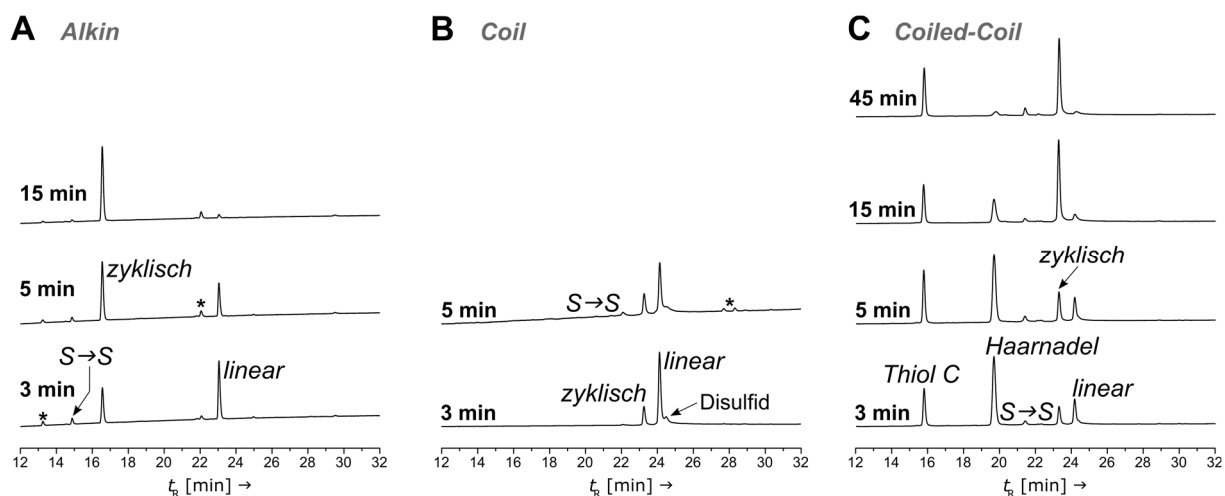 A Alkin
15 min
5 min
zyklisch
*
S→S
3 min
*
linear
12 14 16 18 20 22 24 26 28 30 32
tR [min] →
B Coil
5 min
S→S
*
3 min
zyklisch
linear
Disulfid
12 14 16 18 20 22 24 26 28 30 32
tR [min] →
C Coiled-Coil
45 min
15 min
zyklisch
5 min
Haarnadel
Thiol C
S→S
linear
3 min
12 14 16 18 20 22 24 26 28 30 32
tR [min] →